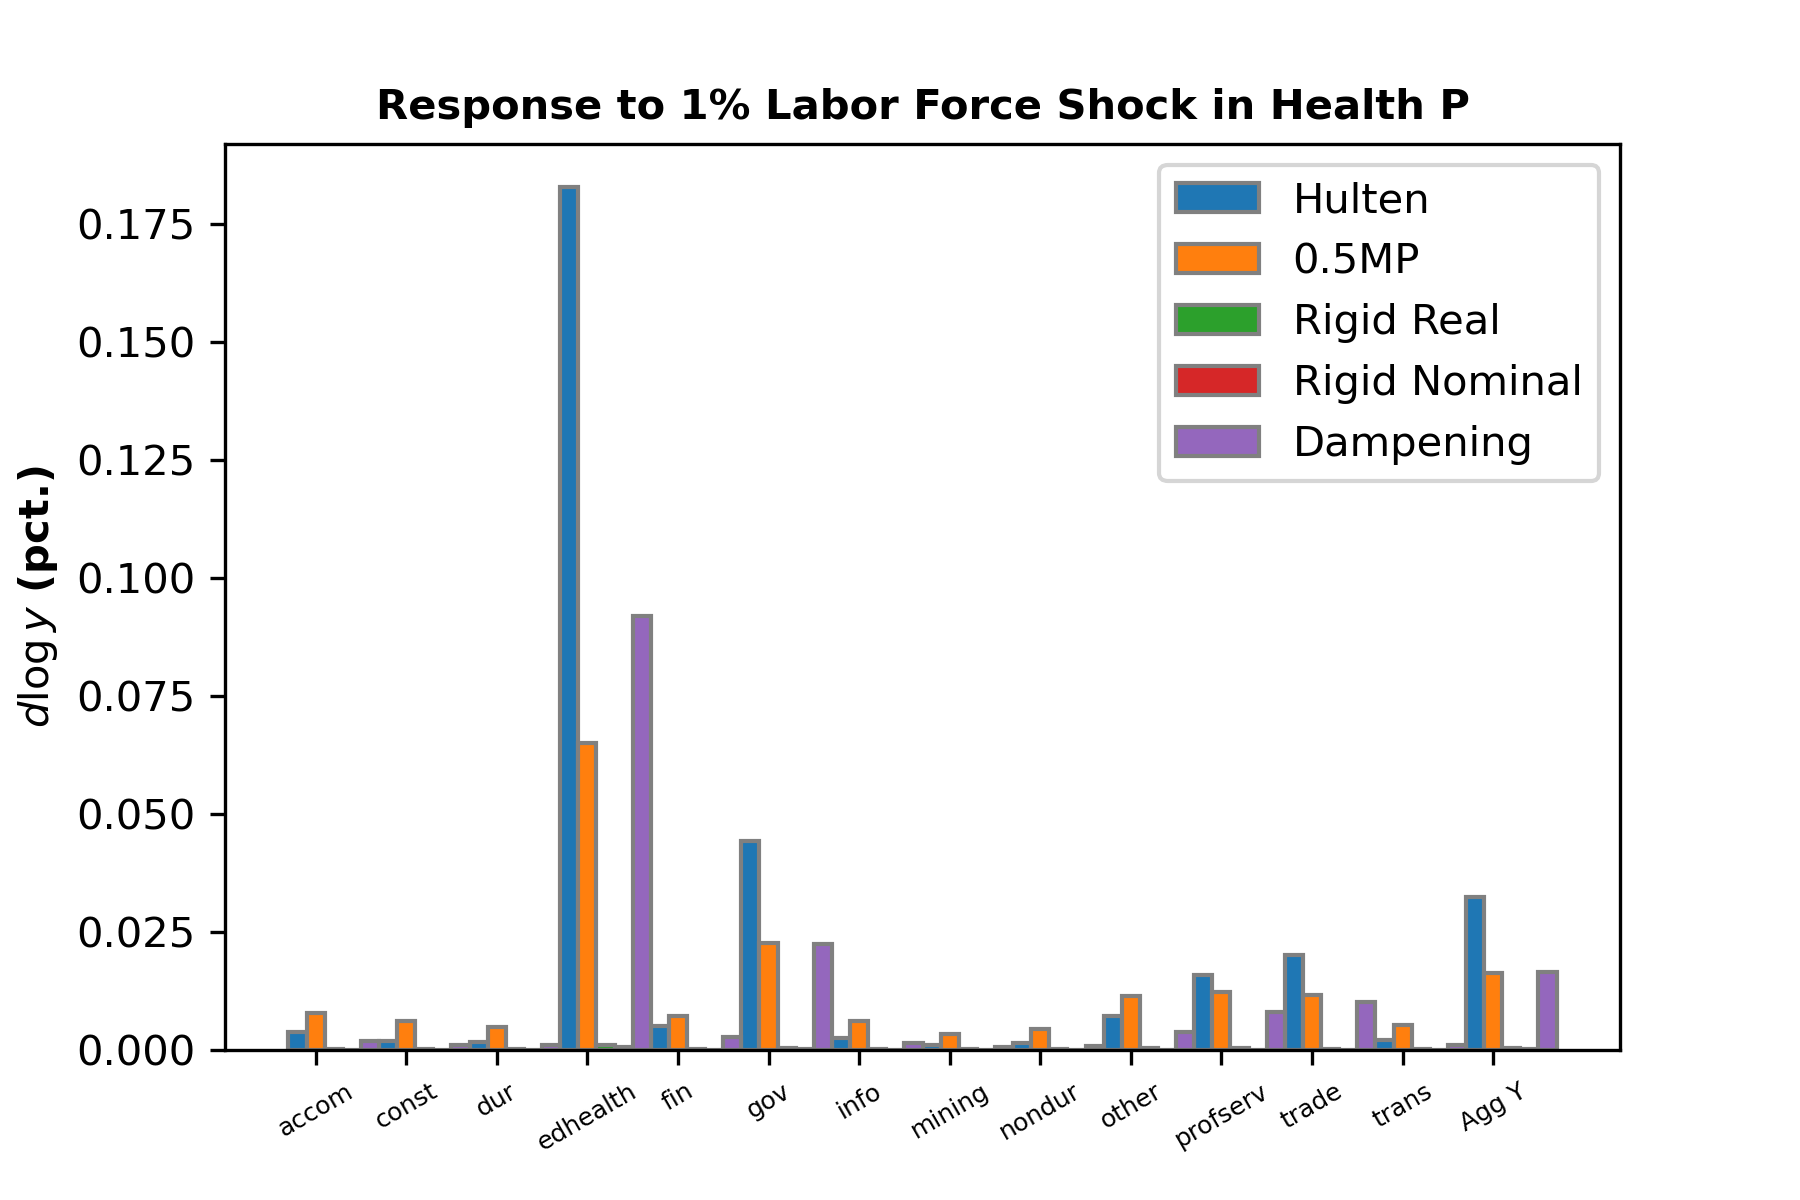 Response to 1% Labor Force Shock in Health P
Hulten
0.5MP
Rigid Real
Rigid Nominal
Dampening
dlog y (pct.)
0.175
0.150
0.125
0.100
0.075
0.050
0.025
0.000
accom
const
dur
edhealth
fin
gov
info
mining
nondur
other
profserv
trade
trans
Agg Y